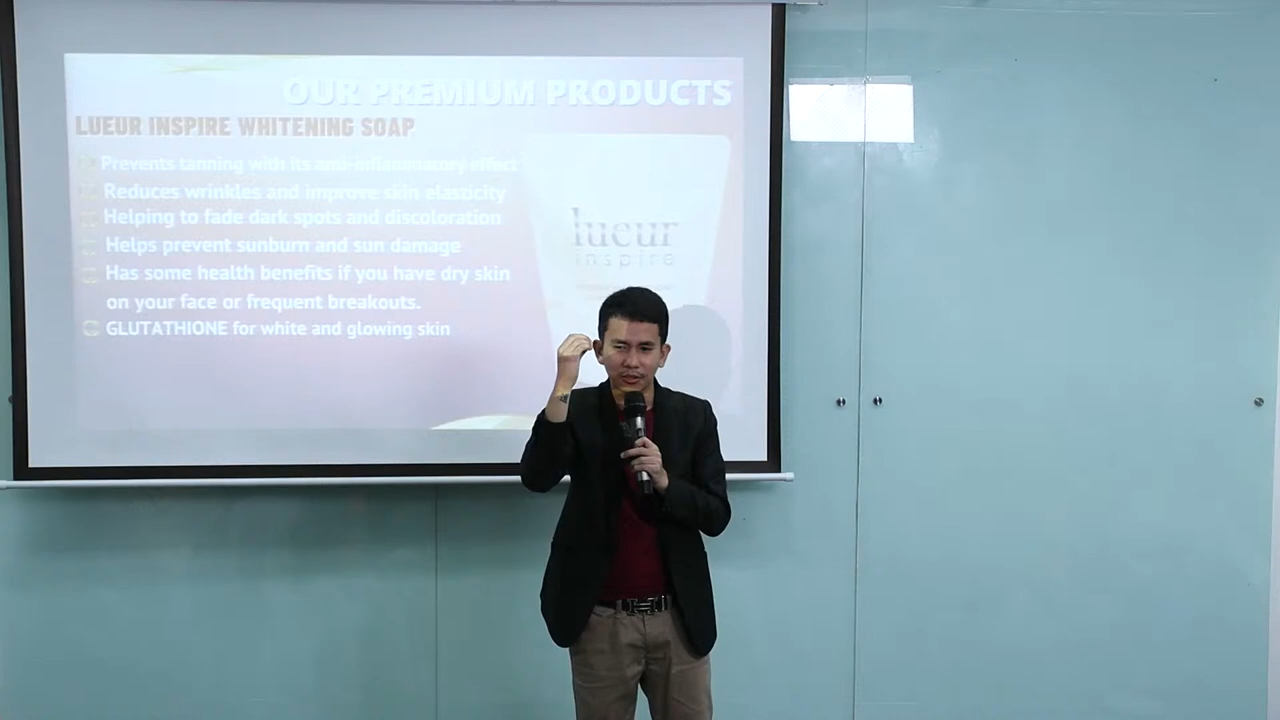 OUR PREMIUM PRODUCTS
LUEUR INSPIRE WHITENING SOAP
Prevents tanning with its anti-inflammatory effect
Reduces wrinkles and improve skin elasticity
Helping to fade dark spots and discoloration
Helps prevent sunburn and sun damage
Has some health benefits if you have dry skin
on your face or frequent breakouts.
GLUTATHIONE for white and glowing skin
lueur
inspire